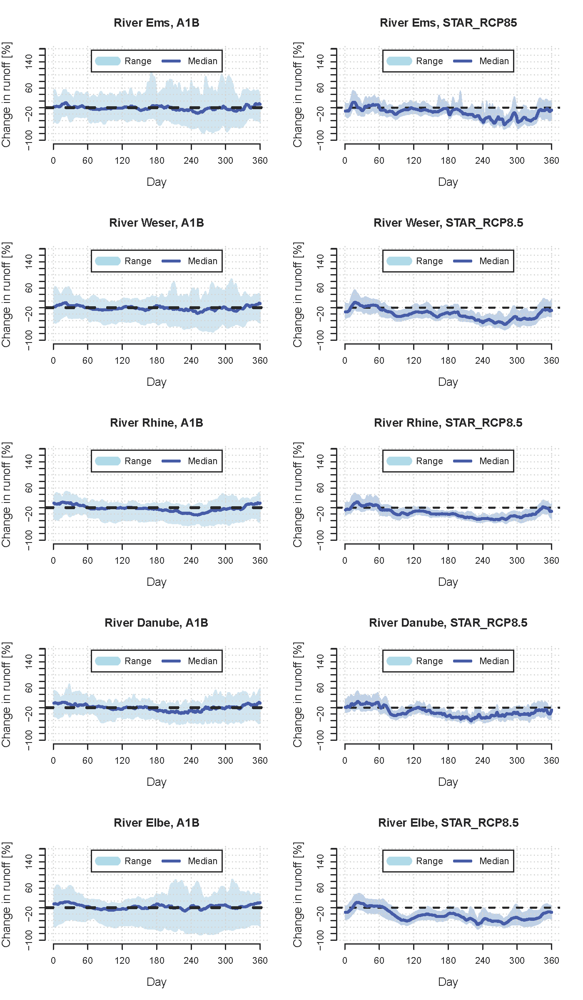 River Ems, A1B
Change in runoff [%]
140
60
−20
−100
Range
Median
0 60 120 180 240 300 360
Day
River Ems, STAR_RCP85
Change in runoff [%]
140
60
−20
−100
Range
Median
0 60 120 180 240 300 360
Day
River Weser, A1B
Change in runoff [%]
140
60
−20
−100
Range
Median
0 60 120 180 240 300 360
Day
River Weser, STAR_RCP8.5
Change in runoff [%]
140
60
−20
−100
Range
Median
0 60 120 180 240 300 360
Day
River Rhine, A1B
Change in runoff [%]
140
60
−20
−100
Range
Median
0 60 120 180 240 300 360
Day
River Rhine, STAR_RCP8.5
Change in runoff [%]
140
60
−20
−100
Range
Median
0 60 120 180 240 300 360
Day
River Danube, A1B
Change in runoff [%]
140
60
−20
−100
Range
Median
0 60 120 180 240 300 360
Day
River Danube, STAR_RCP8.5
Change in runoff [%]
140
60
−20
−100
Range
Median
0 60 120 180 240 300 360
Day
River Elbe, A1B
Change in runoff [%]
140
60
−20
−100
Range
Median
0 60 120 180 240 300 360
Day
River Elbe, STAR_RCP8.5
Change in runoff [%]
140
60
−20
−100
Range
Median
0 60 120 180 240 300 360
Day